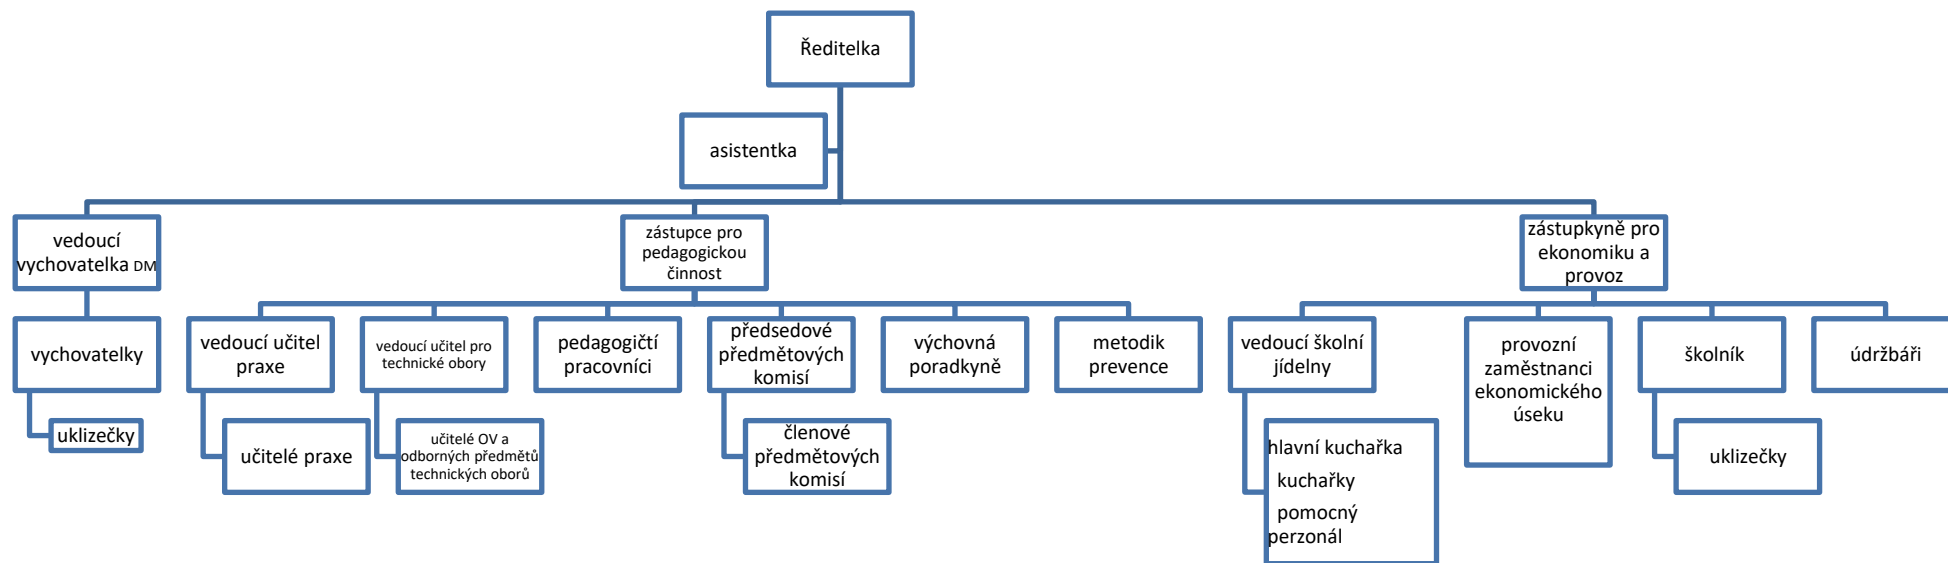 Ředitelka
asistentka
vedoucí
vychovatelka DM
zástupce pro
pedagogickou
činnost
zástupkyně pro
ekonomiku a
provoz
vychovatelky
vedoucí učitel
praxe
vedoucí učitel pro
technické obory
pedagogičtí
pracovníci
předsedové
předmětových
komisí
výchovná
poradkyně
metodik
prevence
vedoucí školní
jídelny
provozní
zaměstnanci
ekonomického
úseku
školník
údržbáři
uklizečky
učitelé praxe
učitelé OV a
odborných předmětů
technických oborů
členové
předmětových
komisí
hlavní kuchařka
kuchařky
pomocný
perzonál
uklizečky